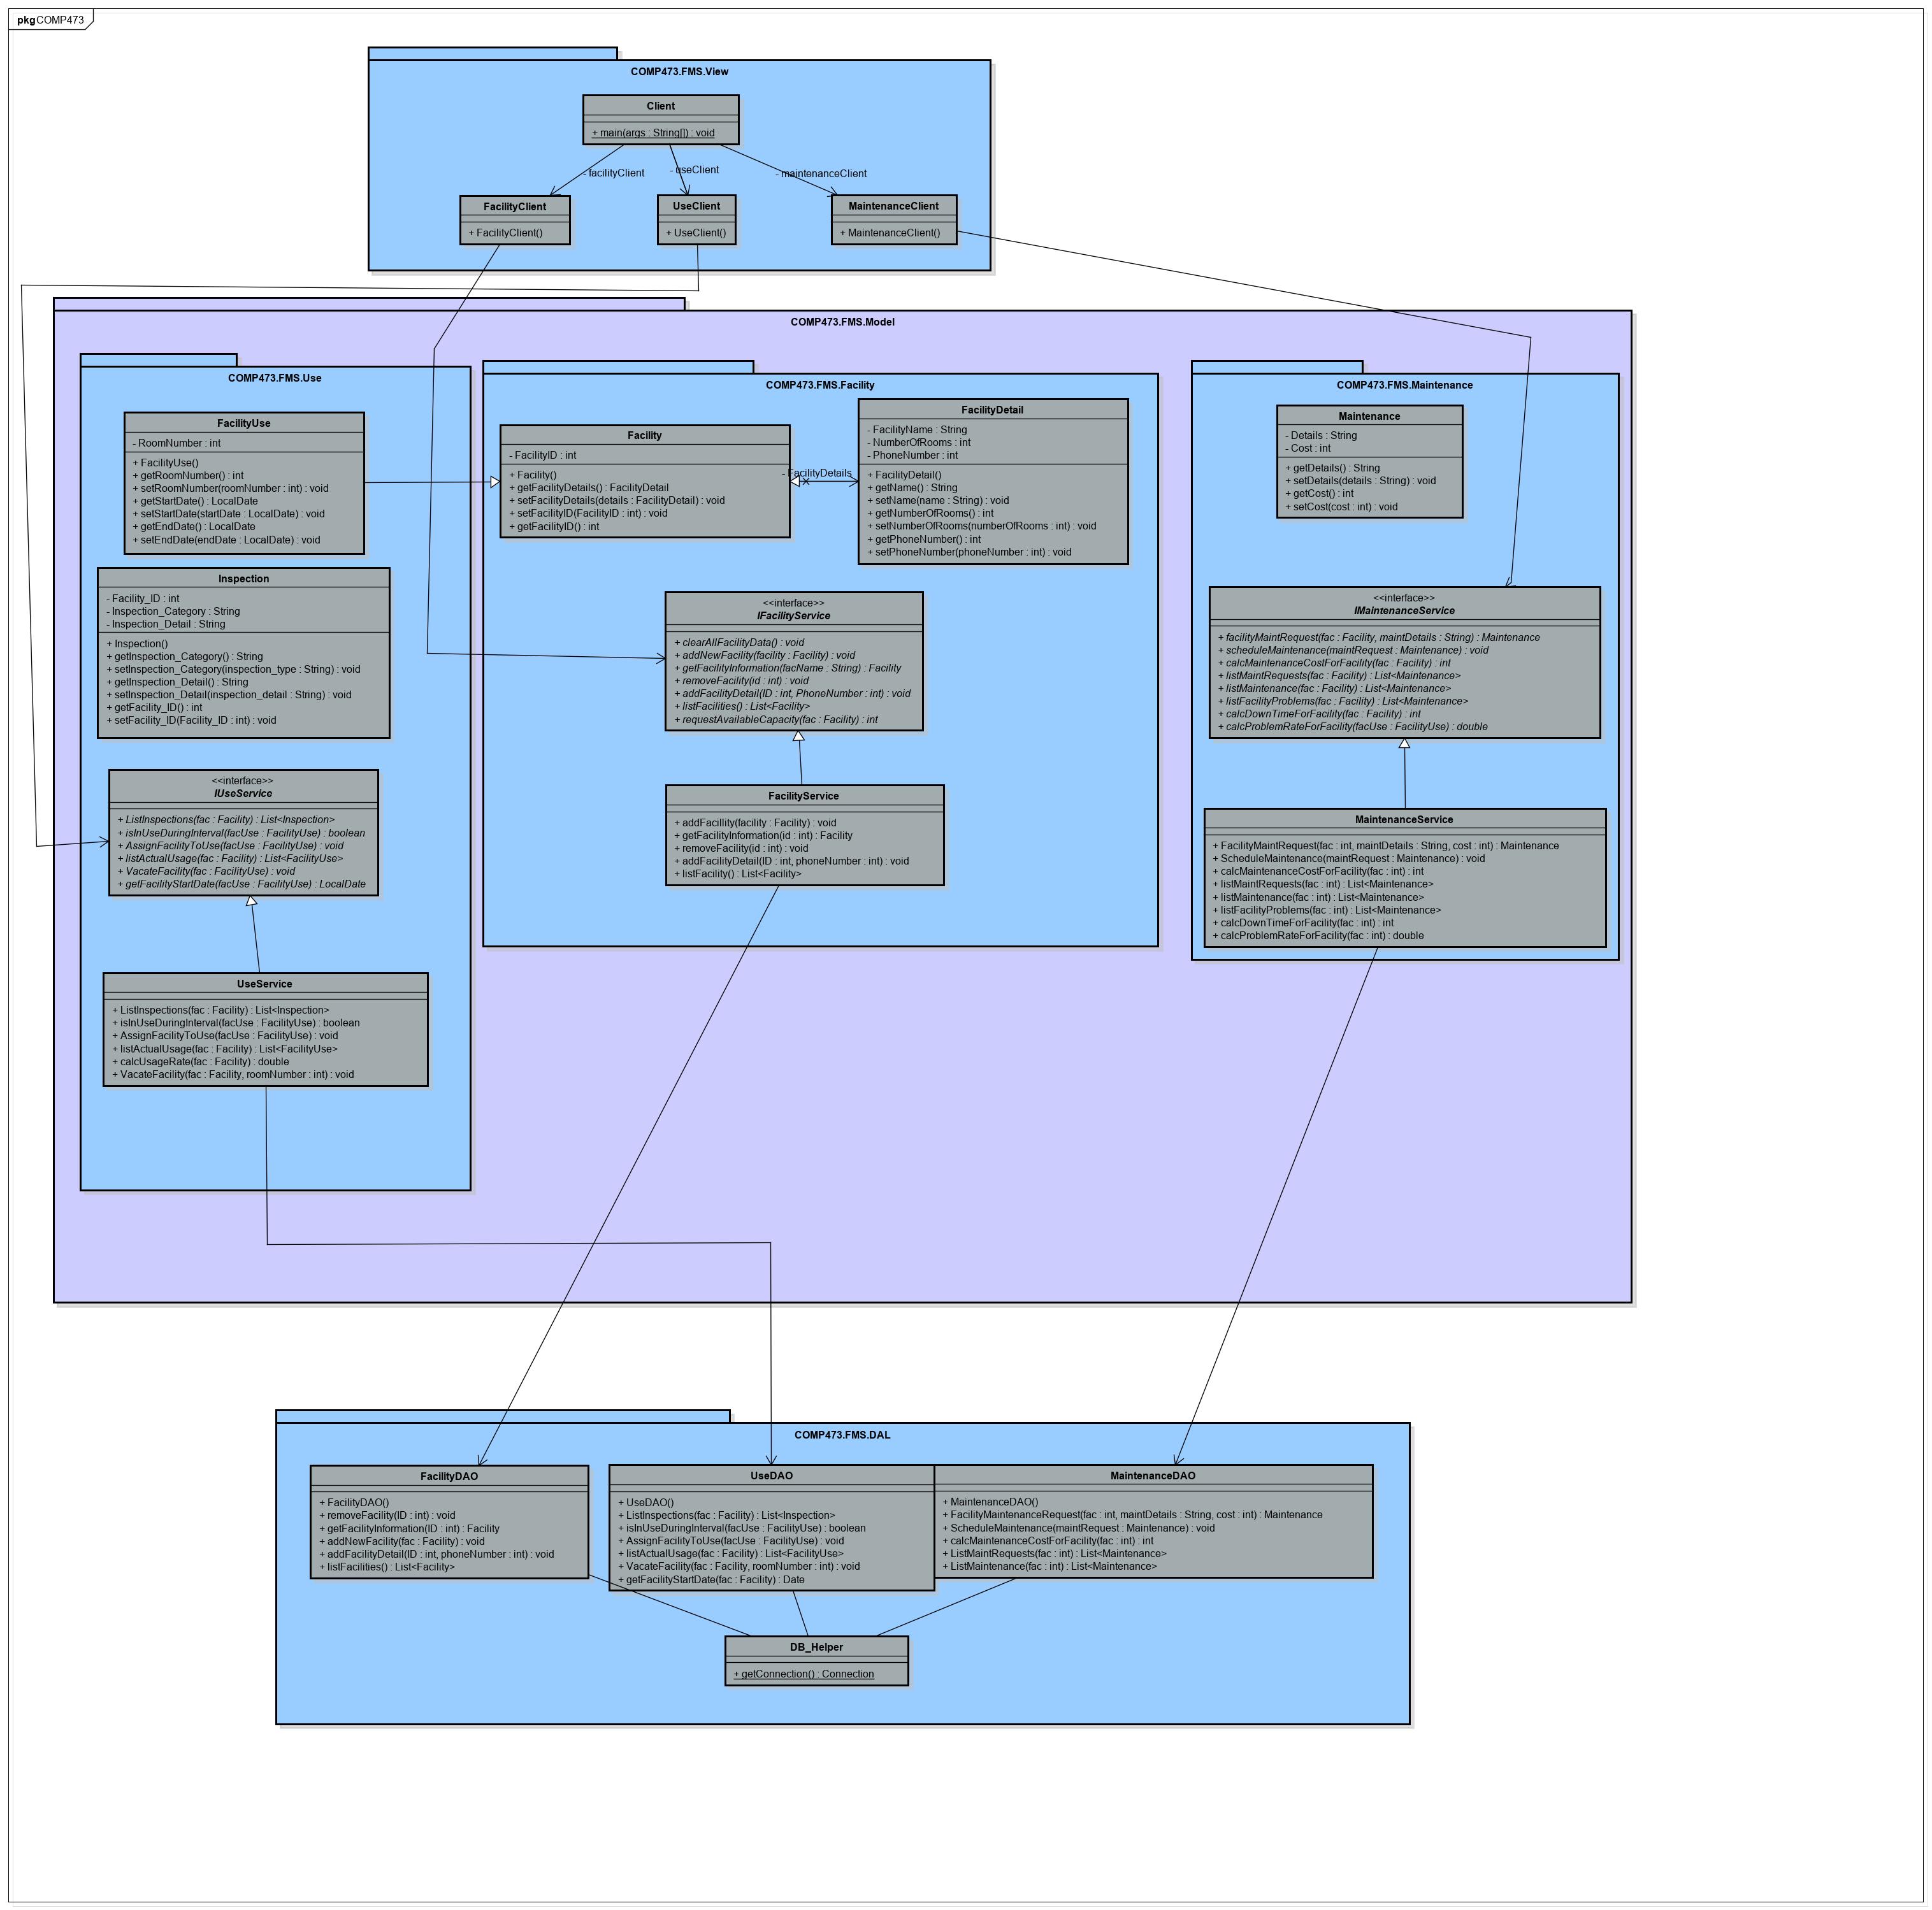 pkg COMP473
COMP473.FMS.View
Client
+ main(args : String[]) : void
- facilityClient
- useClient
- maintenanceClient
FacilityClient
+ FacilityClient()
UseClient
+ UseClient()
MaintenanceClient
+ MaintenanceClient()
COMP473.FMS.Model
COMP473.FMS.Use
FacilityUse
- RoomNumber : int
+ FacilityUse()
+ getRoomNumber() : int
+ setRoomNumber(roomNumber : int) : void
+ getStartDate() : LocalDate
+ setStartDate(startDate : LocalDate) : void
+ getEndDate() : LocalDate
+ setEndDate(endDate : LocalDate) : void
Inspection
- Facility_ID : int
- Inspection_Category : String
- Inspection_Detail : String
+ Inspection()
+ getInspection_Category() : String
+ setInspection_Category(inspection_type : String) : void
+ getInspection_Detail() : String
+ setInspection_Detail(inspection_detail : String) : void
+ getFacility_ID() : int
+ setFacility_ID(Facility_ID : int) : void
<<interface>>
IUseService
+ ListInspections(fac : Facility) : List<Inspection>
+ isInUseDuringInterval(facUse : FacilityUse) : boolean
+ AssignFacilityToUse(facUse : FacilityUse) : void
+ listActualUsage(fac : Facility) : List<FacilityUse>
+ VacateFacility(fac : FacilityUse) : void
+ getFacilityStartDate(facUse : FacilityUse) : LocalDate
UseService
+ ListInspections(fac : Facility) : List<Inspection>
+ isInUseDuringInterval(facUse : FacilityUse) : boolean
+ AssignFacilityToUse(facUse : FacilityUse) : void
+ listActualUsage(fac : Facility) : List<FacilityUse>
+ calcUsageRate(fac : Facility) : double
+ VacateFacility(fac : Facility, roomNumber : int) : void
COMP473.FMS.Facility
Facility
- FacilityID : int
+ Facility()
+ getFacilityDetails() : FacilityDetail
+ setFacilityDetails(details : FacilityDetail) : void
+ setFacilityID(FacilityID : int) : void
+ getFacilityID() : int
- FacilityDetails
FacilityDetail
- FacilityName : String
- NumberOfRooms : int
- PhoneNumber : int
+ FacilityDetail()
+ getName() : String
+ setName(name : String) : void
+ getNumberOfRooms() : int
+ setNumberOfRooms(numberOfRooms : int) : void
+ getPhoneNumber() : int
+ setPhoneNumber(phoneNumber : int) : void
<<interface>>
IFacilityService
+ clearAllFacilityData() : void
+ addNewFacility(facility : Facility) : void
+ getFacilityInformation(facName : String) : Facility
+ removeFacility(id : int) : void
+ addFacilityDetail(ID : int, PhoneNumber : int) : void
+ listFacilities() : List<Facility>
+ requestAvailableCapacity(fac : Facility) : int
FacilityService
+ addFacillity(facility : Facility) : void
+ getFacilityInformation(id : int) : Facility
+ removeFacility(id : int) : void
+ addFacilityDetail(ID : int, phoneNumber : int) : void
+ listFacility() : List<Facility>
COMP473.FMS.Maintenance
Maintenance
- Details : String
- Cost : int
+ getDetails() : String
+ setDetails(details : String) : void
+ getCost() : int
+ setCost(cost : int) : void
<<interface>>
IMaintenanceService
+ facilityMaintRequest(fac : Facility, maintDetails : String) : Maintenance
+ scheduleMaintenance(maintRequest : Maintenance) : void
+ calcMaintenanceCostForFacility(fac : Facility) : int
+ listMaintRequests(fac : Facility) : List<Maintenance>
+ listMaintenance(fac : Facility) : List<Maintenance>
+ listFacilityProblems(fac : Facility) : List<Maintenance>
+ calcDownTimeForFacility(fac : Facility) : int
+ calcProblemRateForFacility(facUse : FacilityUse) : double
MaintenanceService
+ FacilityMaintRequest(fac : int, maintDetails : String, cost : int) : Maintenance
+ ScheduleMaintenance(maintRequest : Maintenance) : void
+ calcMaintenanceCostForFacility(fac : int) : int
+ listMaintRequests(fac : int) : List<Maintenance>
+ listMaintenance(fac : int) : List<Maintenance>
+ listFacilityProblems(fac : int) : List<Maintenance>
+ calcDownTimeForFacility(fac : int) : int
+ calcProblemRateForFacility(fac : int) : double
COMP473.FMS.DAL
FacilityDAO
+ FacilityDAO()
+ removeFacility(ID : int) : void
+ getFacilityInformation(ID : int) : Facility
+ addNewFacility(fac : Facility) : void
+ addFacilityDetail(ID : int, phoneNumber : int) : void
+ listFacilities() : List<Facility>
UseDAO
+ UseDAO()
+ ListInspections(fac : Facility) : List<Inspection>
+ isInUseDuringInterval(facUse : FacilityUse) : boolean
+ AssignFacilityToUse(facUse : FacilityUse) : void
+ listActualUsage(fac : Facility) : List<FacilityUse>
+ VacateFacility(fac : Facility, roomNumber : int) : void
+ getFacilityStartDate(fac : Facility) : Date
MaintenanceDAO
+ MaintenanceDAO()
+ FacilityMaintenanceRequest(fac : int, maintDetails : String, cost : int) : Maintenance
+ ScheduleMaintenance(maintRequest : Maintenance) : void
+ calcMaintenanceCostForFacility(fac : int) : int
+ ListMaintRequests(fac : int) : List<Maintenance>
+ ListMaintenance(fac : int) : List<Maintenance>
DB_Helper
+ getConnection() : Connection